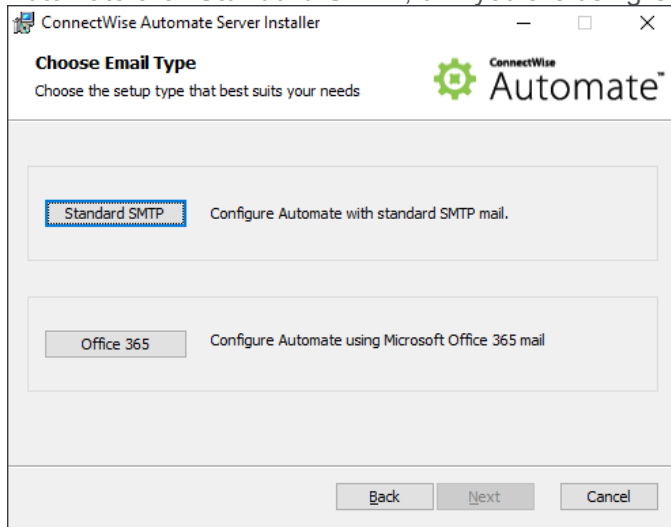 ConnectWise Automate Server Installer
Choose Email Type
Choose the setup type that best suits your needs
ConnectWise
Automate™
Standard SMTP Configure Automate with standard SMTP mail.
Office 365 Configure Automate using Microsoft Office 365 mail
Back Next Cancel